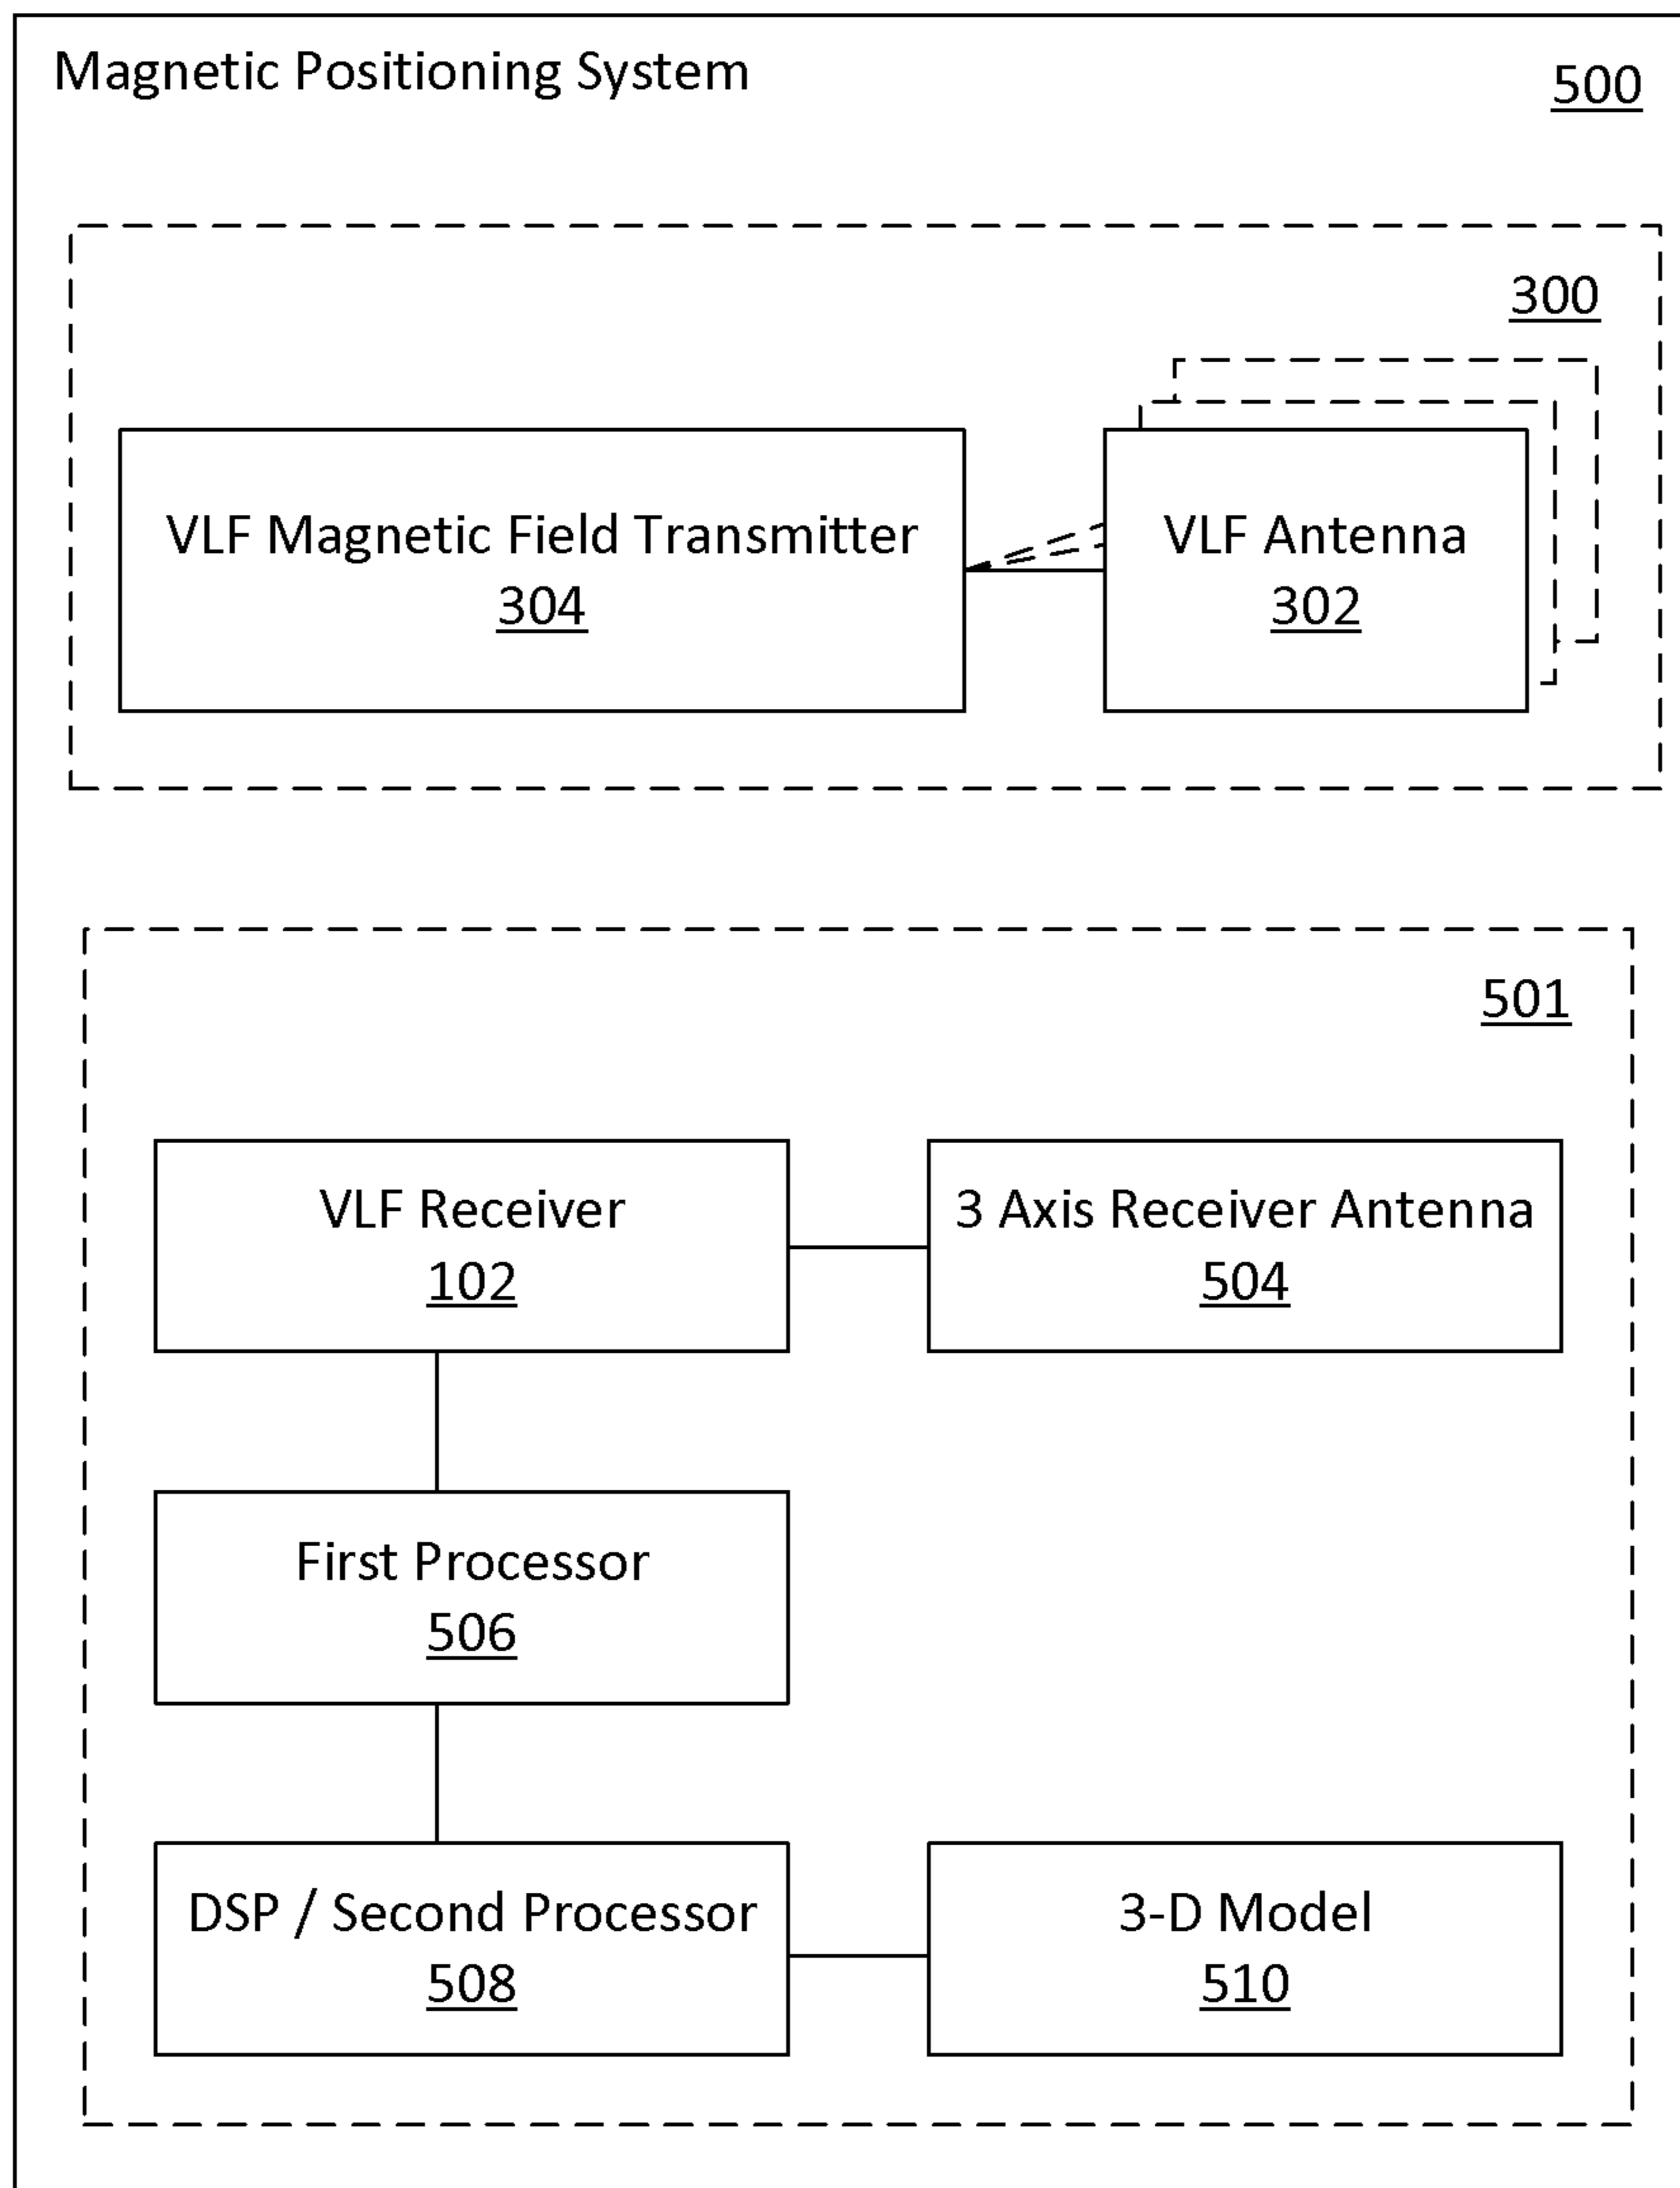 Magnetic Positioning System
500
300
VLF Magnetic Field Transmitter
304
VLF Antenna
302
501
VLF Receiver
102
3 Axis Receiver Antenna
504
First Processor
506
DSP / Second Processor
508
3-D Model
510